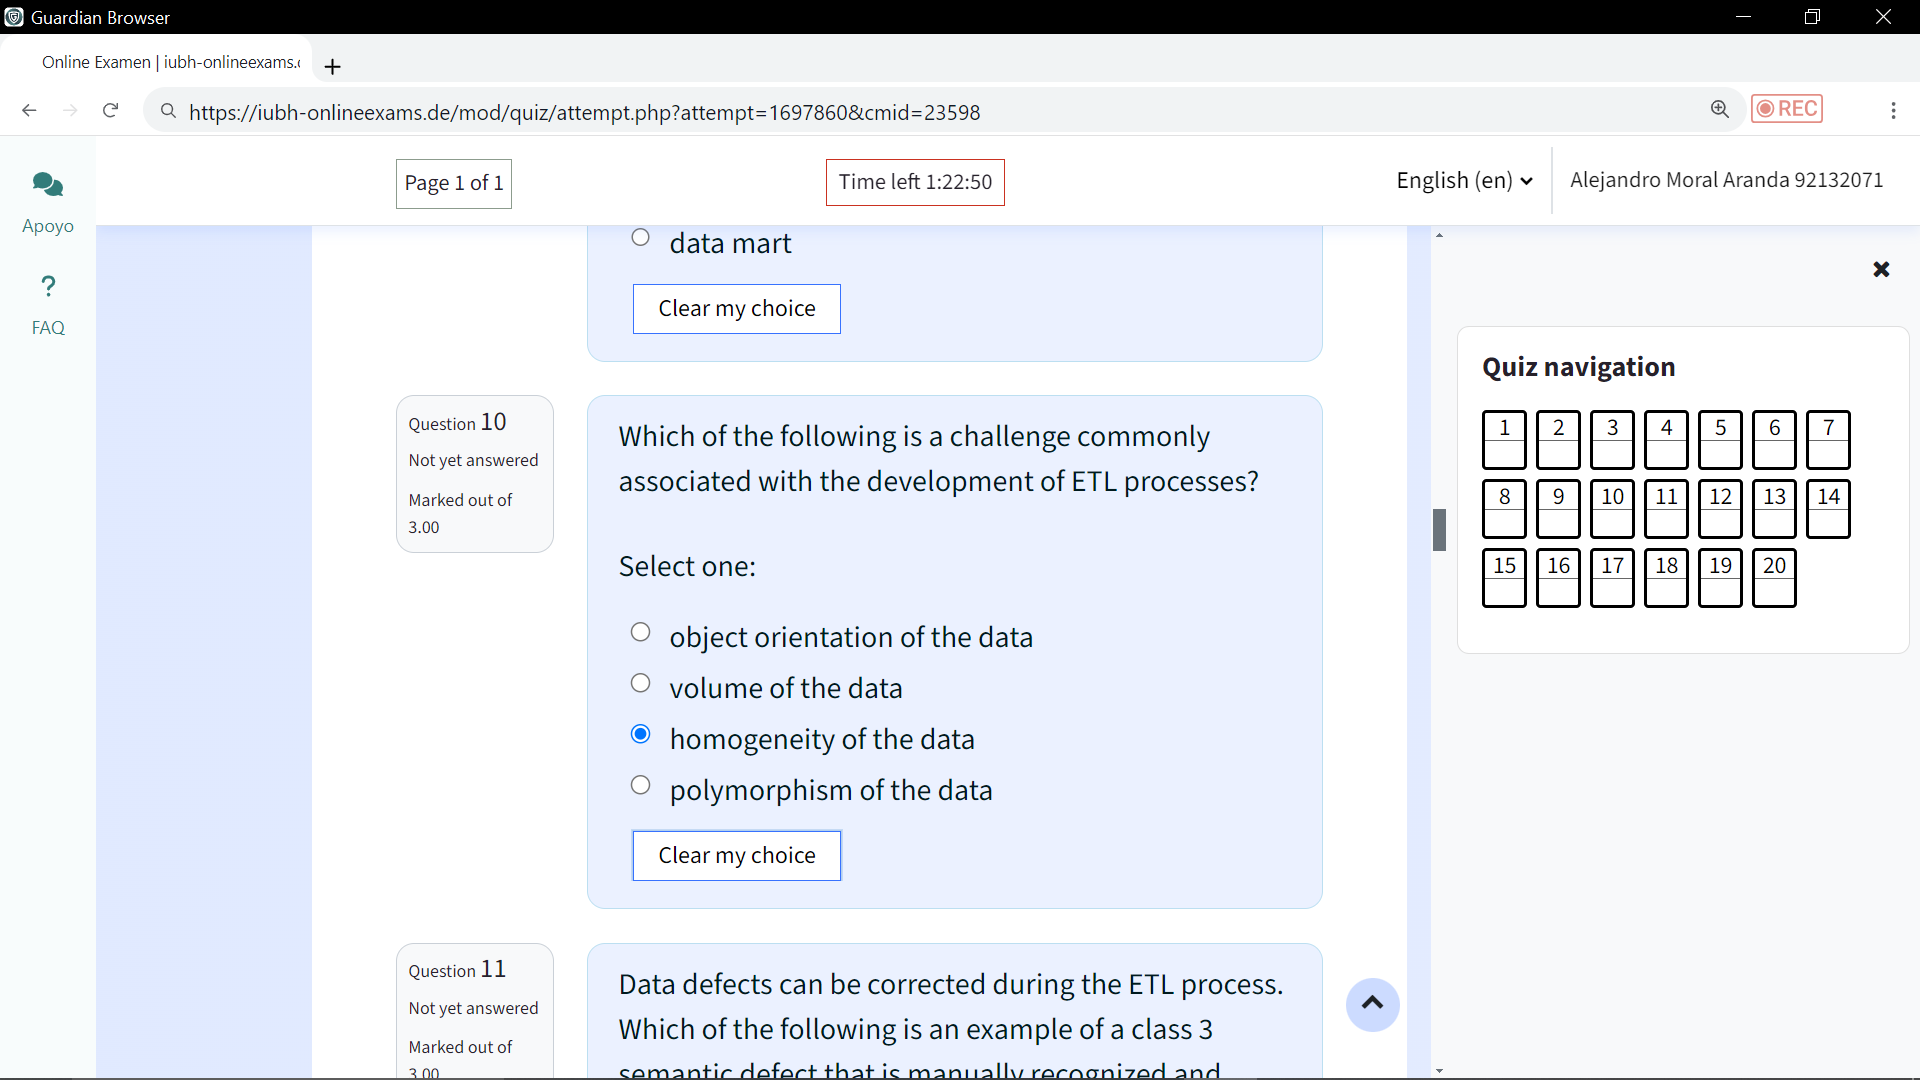 Guardian Browser
Online Examen | iubh-onlineexams.
https://iubh-onlineexams.de/mod/quiz/attempt.php?attempt=1697860&cmid=23598
REC
Page 1 of 1
Time left 1:22:50
English (en)
Alejandro Moral Aranda 92132071
Apoyo
?
FAQ
data mart
Clear my choice
Question 10
Not yet answered
Marked out of
3.00
Which of the following is a challenge commonly
associated with the development of ETL processes?
Select one:
object orientation of the data
volume of the data
homogeneity of the data
polymorphism of the data
Clear my choice
Question 11
Not yet answered
Marked out of
3.00
Data defects can be corrected during the ETL process.
Which of the following is an example of a class 3
semantic defect that is manually recognized and
Quiz navigation
1 2 3 4 5 6 7
8 9 10 11 12 13 14
15 16 17 18 19 20